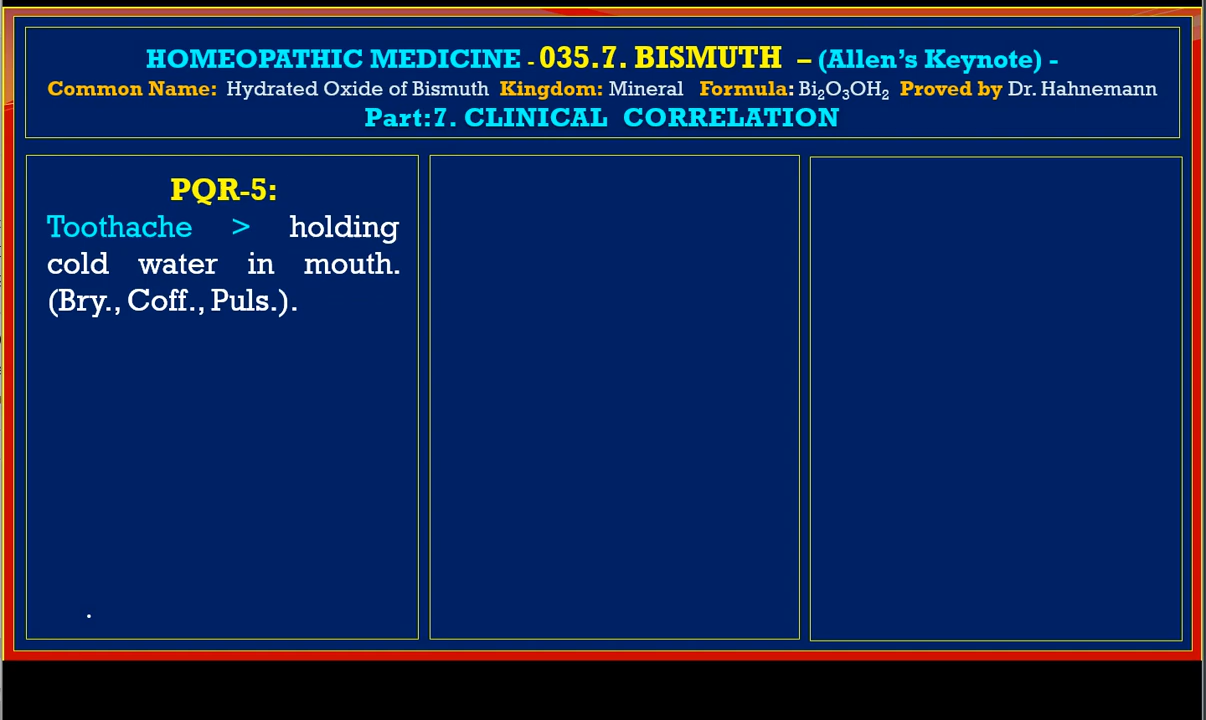 HOMEOPATHIC MEDICINE - 035.7. BISMUTH – (Allen’s Keynote) -
Common Name: Hydrated Oxide of Bismuth Kingdom: Mineral Formula: Bi₂O₃OH₂ Proved by Dr. Hahnemann
Part:7. CLINICAL CORRELATION
PQR-5:
Toothache > holding
cold water in mouth.
(Bry., Coff., Puls.).
.